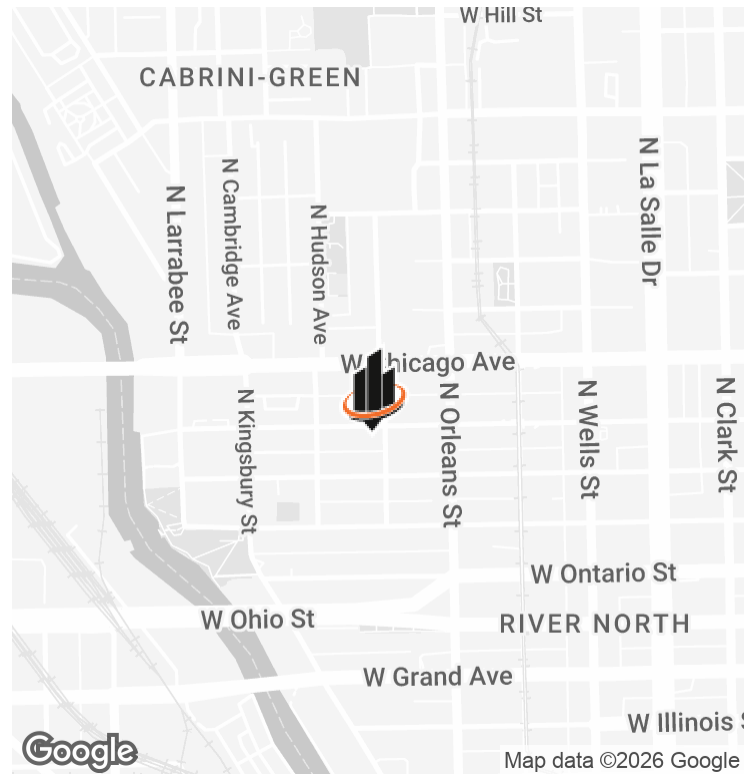 W Hill St
CABRINI-GREEN
N La Salle Dr
N Cambridge Ave
N Larrabee St
N Hudson Ave
W Chicago Ave
N Kingsbury St
N Orleans St
N Wells St
N Clark St
W Ontario St
W Ohio St
RIVER NORTH
W Grand Ave
W Illinois S
Google
Map data ©2026 Google